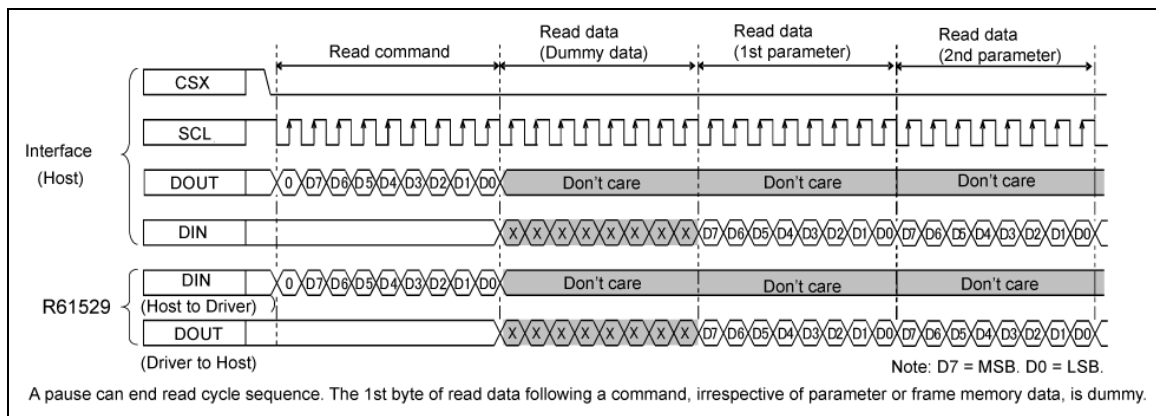 Read command
Read data
(Dummy data)
Read data
(1st parameter)
Read data
(2nd parameter)
Interface
(Host)
CSX
SCL
DOUT
0 D7 D6 D5 D4 D3 D2 D1 D0
Don't care
Don't care
Don't care
DIN
X X X X X X X X
D7 D6 D5 D4 D3 D2 D1 D0
D7 D6 D5 D4 D3 D2 D1 D0
R61529
DIN
(Host to Driver)
0 D7 D6 D5 D4 D3 D2 D1 D0
Don't care
Don't care
Don't care
DOUT
(Driver to Host)
X X X X X X X X
D7 D6 D5 D4 D3 D2 D1 D0
D7 D6 D5 D4 D3 D2 D1 D0
Note: D7 = MSB. D0 = LSB.
A pause can end read cycle sequence. The 1st byte of read data following a command, irrespective of parameter or frame memory data, is dummy.